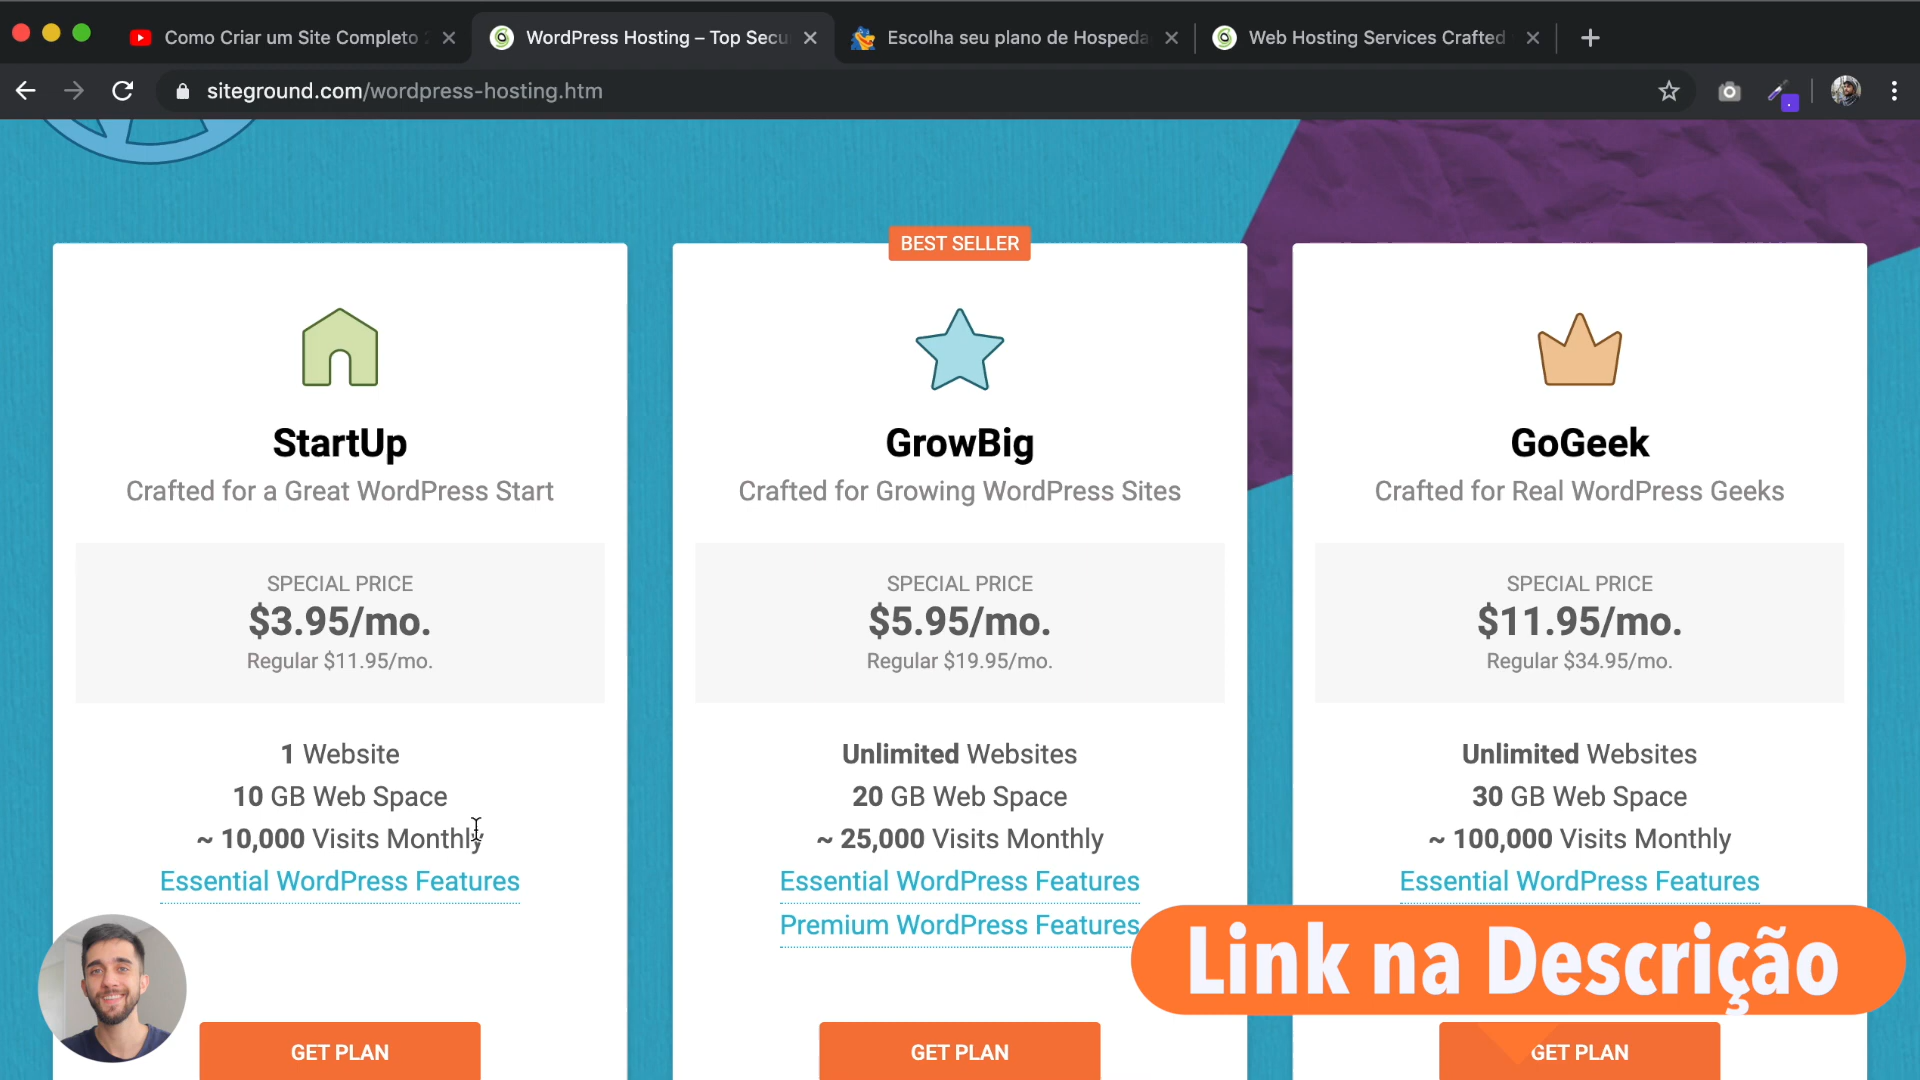 Como Criar um Site Completo
WordPress Hosting – Top Secu
Escolha seu plano de Hospeda
Web Hosting Services Crafted
siteground.com/wordpress-hosting.htm
BEST SELLER
StartUp
Crafted for a Great WordPress Start
SPECIAL PRICE
$3.95/mo.
Regular $11.95/mo.
1 Website
10 GB Web Space
~ 10,000 Visits Monthly
Essential WordPress Features
GET PLAN
GrowBig
Crafted for Growing WordPress Sites
SPECIAL PRICE
$5.95/mo.
Regular $19.95/mo.
Unlimited Websites
20 GB Web Space
~ 25,000 Visits Monthly
Essential WordPress Features
Premium WordPress Features
GET PLAN
GoGeek
Crafted for Real WordPress Geeks
SPECIAL PRICE
$11.95/mo.
Regular $34.95/mo.
Unlimited Websites
30 GB Web Space
~ 100,000 Visits Monthly
Essential WordPress Features
Link na Descrição
GET PLAN